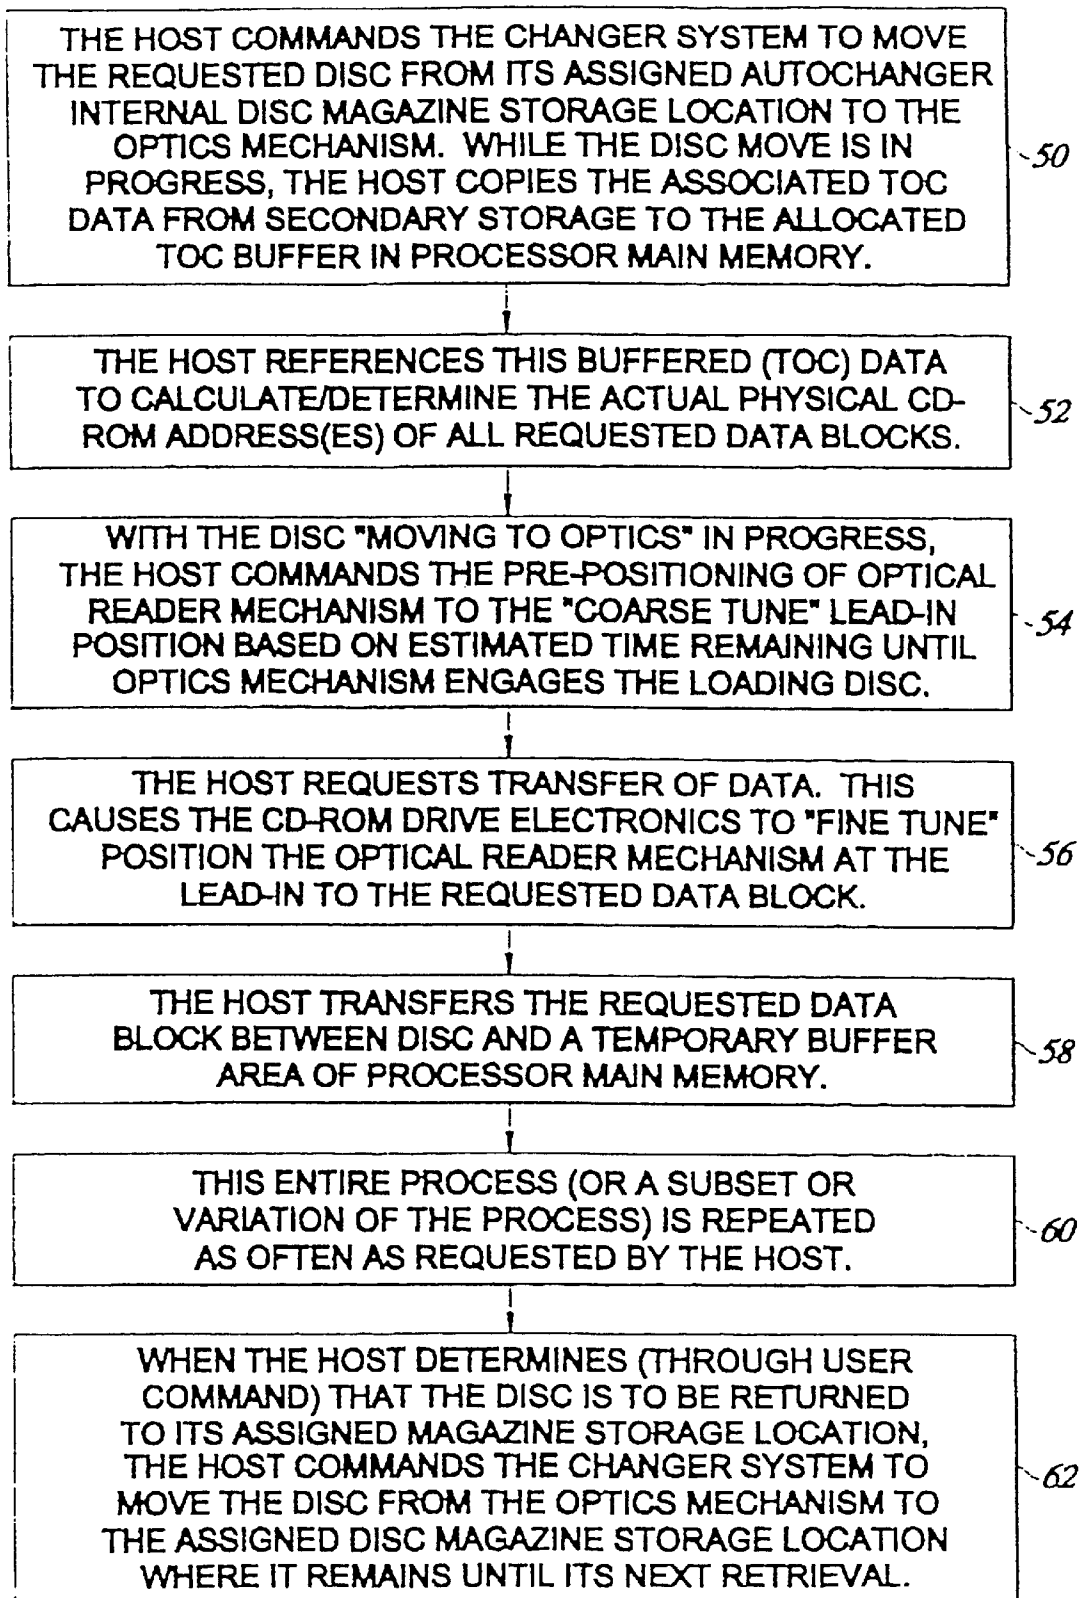 THE HOST COMMANDS THE CHANGER SYSTEM TO MOVE
THE REQUESTED DISC FROM ITS ASSIGNED AUTOCHANGER
INTERNAL DISC MAGAZINE STORAGE LOCATION TO THE
OPTICS MECHANISM. WHILE THE DISC MOVE IS IN
PROGRESS, THE HOST COPIES THE ASSOCIATED TOC
DATA FROM SECONDARY STORAGE TO THE ALLOCATED
TOC BUFFER IN PROCESSOR MAIN MEMORY.
50
THE HOST REFERENCES THIS BUFFERED (TOC) DATA
TO CALCULATE/DETERMINE THE ACTUAL PHYSICAL CD-
ROM ADDRESS(ES) OF ALL REQUESTED DATA BLOCKS.
52
WITH THE DISC "MOVING TO OPTICS" IN PROGRESS,
THE HOST COMMANDS THE PRE-POSITIONING OF OPTICAL
READER MECHANISM TO THE "COARSE TUNE" LEAD-IN
POSITION BASED ON ESTIMATED TIME REMAINING UNTIL
OPTICS MECHANISM ENGAGES THE LOADING DISC.
54
THE HOST REQUESTS TRANSFER OF DATA. THIS
CAUSES THE CD-ROM DRIVE ELECTRONICS TO "FINE TUNE"
POSITION THE OPTICAL READER MECHANISM AT THE
LEAD-IN TO THE REQUESTED DATA BLOCK.
56
THE HOST TRANSFERS THE REQUESTED DATA
BLOCK BETWEEN DISC AND A TEMPORARY BUFFER
AREA OF PROCESSOR MAIN MEMORY.
58
THIS ENTIRE PROCESS (OR A SUBSET OR
VARIATION OF THE PROCESS) IS REPEATED
AS OFTEN AS REQUESTED BY THE HOST.
60
WHEN THE HOST DETERMINES (THROUGH USER
COMMAND) THAT THE DISC IS TO BE RETURNED
TO ITS ASSIGNED MAGAZINE STORAGE LOCATION,
THE HOST COMMANDS THE CHANGER SYSTEM TO
MOVE THE DISC FROM THE OPTICS MECHANISM TO
THE ASSIGNED DISC MAGAZINE STORAGE LOCATION
WHERE IT REMAINS UNTIL ITS NEXT RETRIEVAL.
62